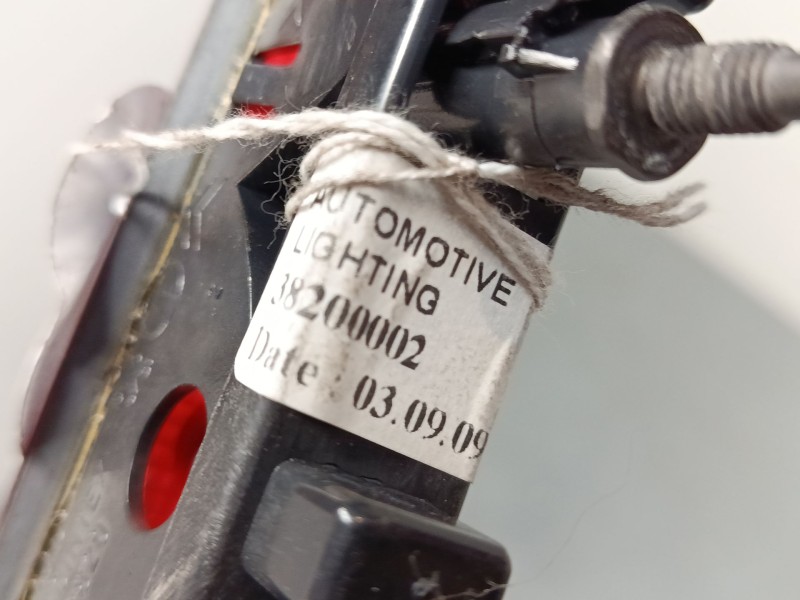 AUTOMOTIVE
LIGHTING
38200002
Date : 03.09.09